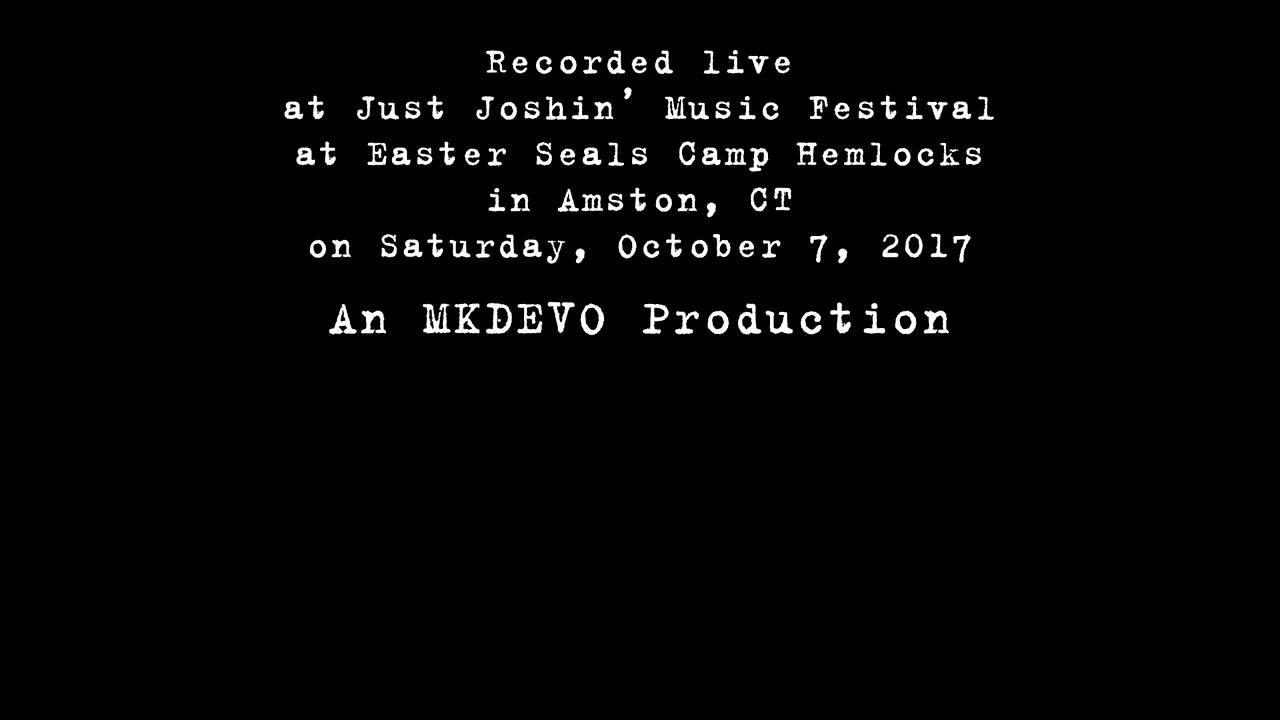 Recorded live
at Just Joshin’ Music Festival
at Easter Seals Camp Hemlocks
in Amston, CT
on Saturday, October 7, 2017
An MKDEVO Production